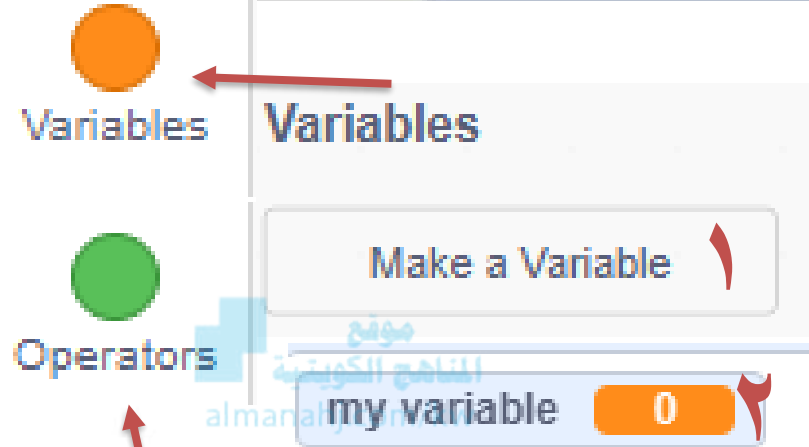 Variables
Variables
Make a Variable ١
Operators
موقع
المناهج الكويتية
my variable 0 ٢